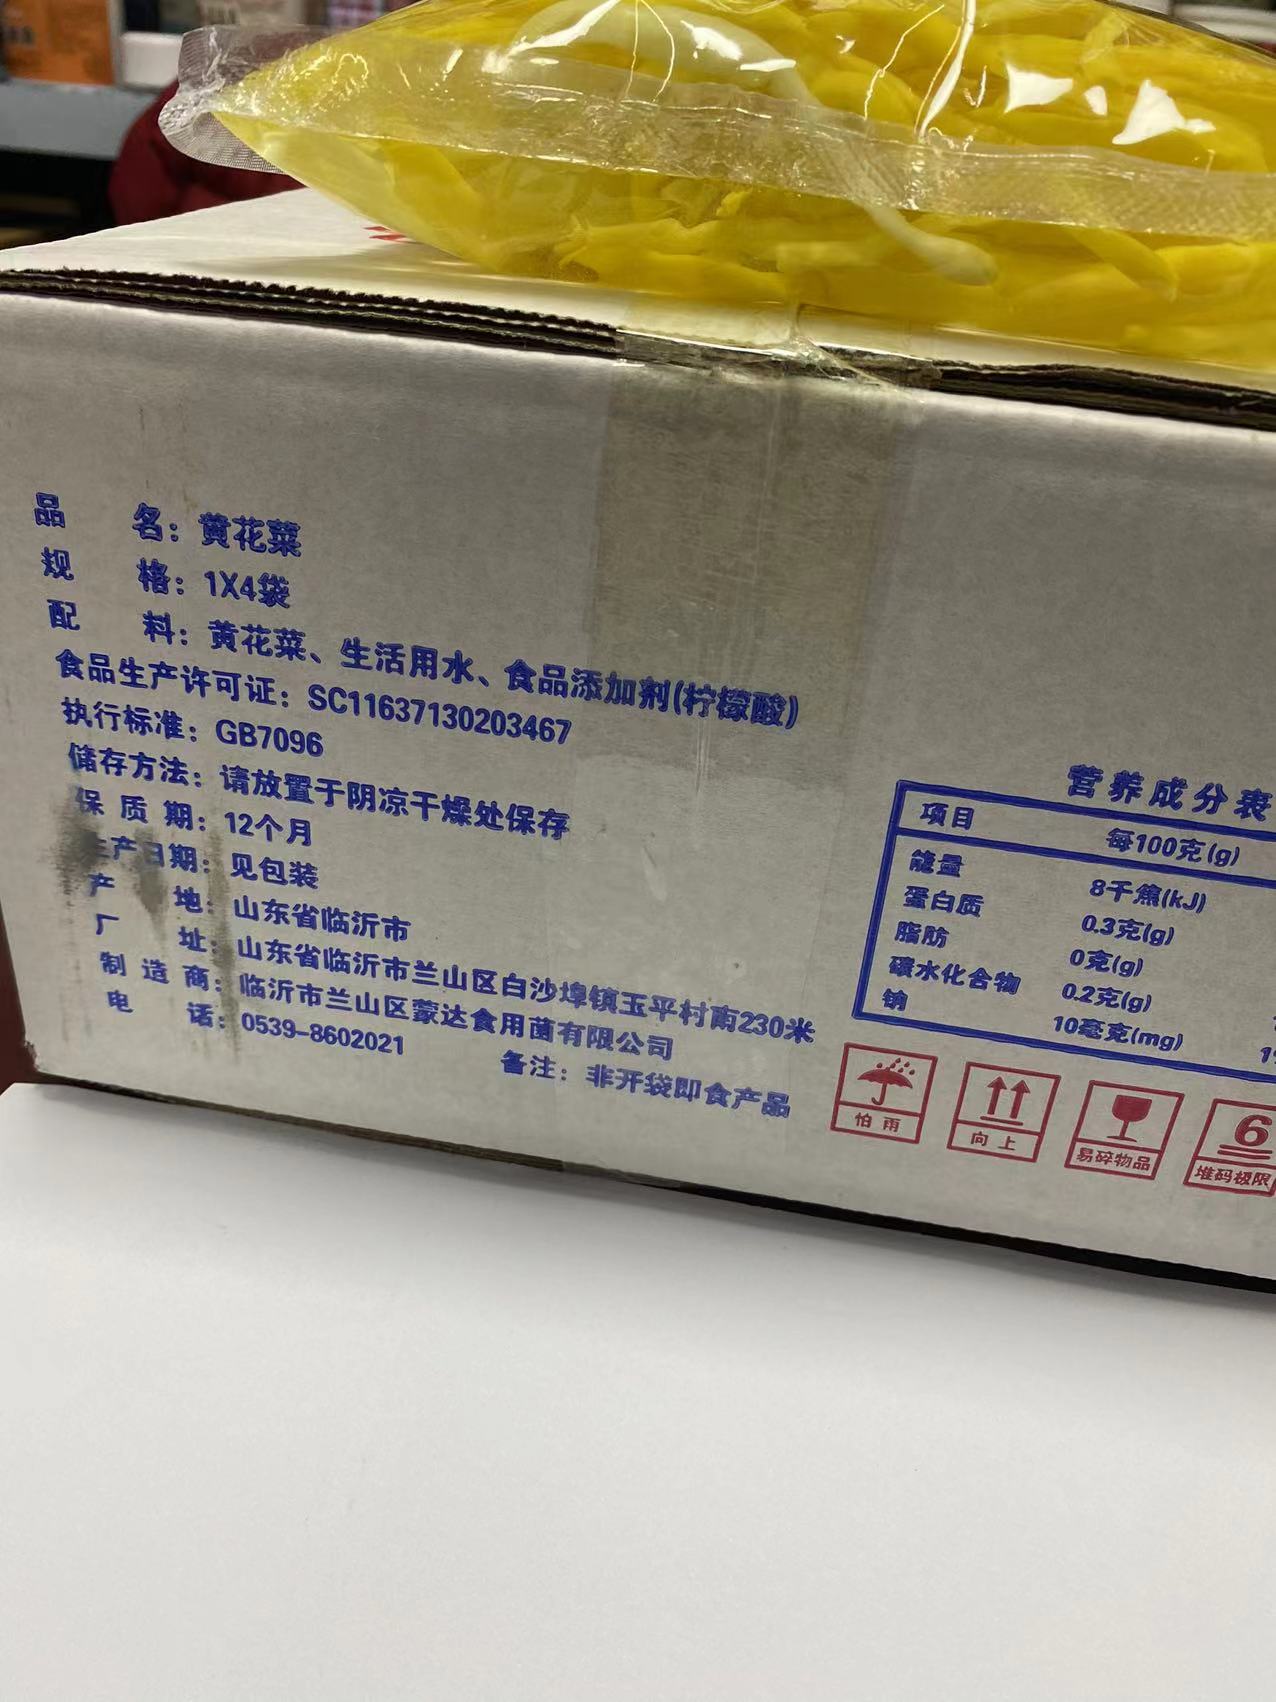 品名：黄花菜
规格：1X4袋
配料：黄花菜、生活用水、食品添加剂(柠檬酸)
食品生产许可证：SC11637130203467
执行标准：GB7096
储存方法：请放置于阴凉干燥处保存
保质期：12个月
生产日期：见包装
产地：山东省临沂市
厂址：山东省临沂市兰山区白沙埠镇玉平村南230米
制造商：临沂市兰山区蒙达食用菌有限公司
电话：0539-8602021
备注：非开袋即食产品
营养成分表
项目 每100克(g)
能量 8千焦(kJ)
蛋白质 0.3克(g)
脂肪 0克(g)
碳水化合物 0.2克(g)
钠 10毫克(mg)
怕雨
向上
易碎物品
6
堆码极限